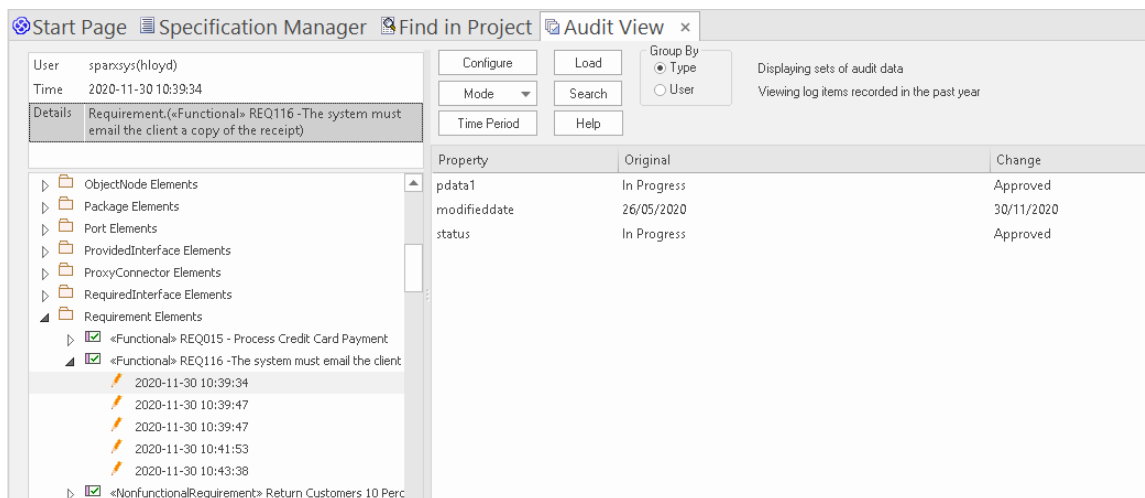 Start Page Specification Manager Find in Project Audit View ×
User sparxsys(hloyd)
Time 2020-11-30 10:39:34
Details Requirement.(«Functional» REQ116 -The system must
email the client a copy of the receipt)
Configure Load
Mode Search
Time Period Help
Group By
Type
User
Displaying sets of audit data
Viewing log items recorded in the past year
ObjectNode Elements
Package Elements
Port Elements
ProvidedInterface Elements
ProxyConnector Elements
RequiredInterface Elements
Requirement Elements
«Functional» REQ015 - Process Credit Card Payment
«Functional» REQ116 -The system must email the client
2020-11-30 10:39:34
2020-11-30 10:39:47
2020-11-30 10:39:47
2020-11-30 10:41:53
2020-11-30 10:43:38
«NonfunctionalRequirement» Return Customers 10 Perc
Property Original Change
pdata1 In Progress Approved
modifieddate 26/05/2020 30/11/2020
status In Progress Approved